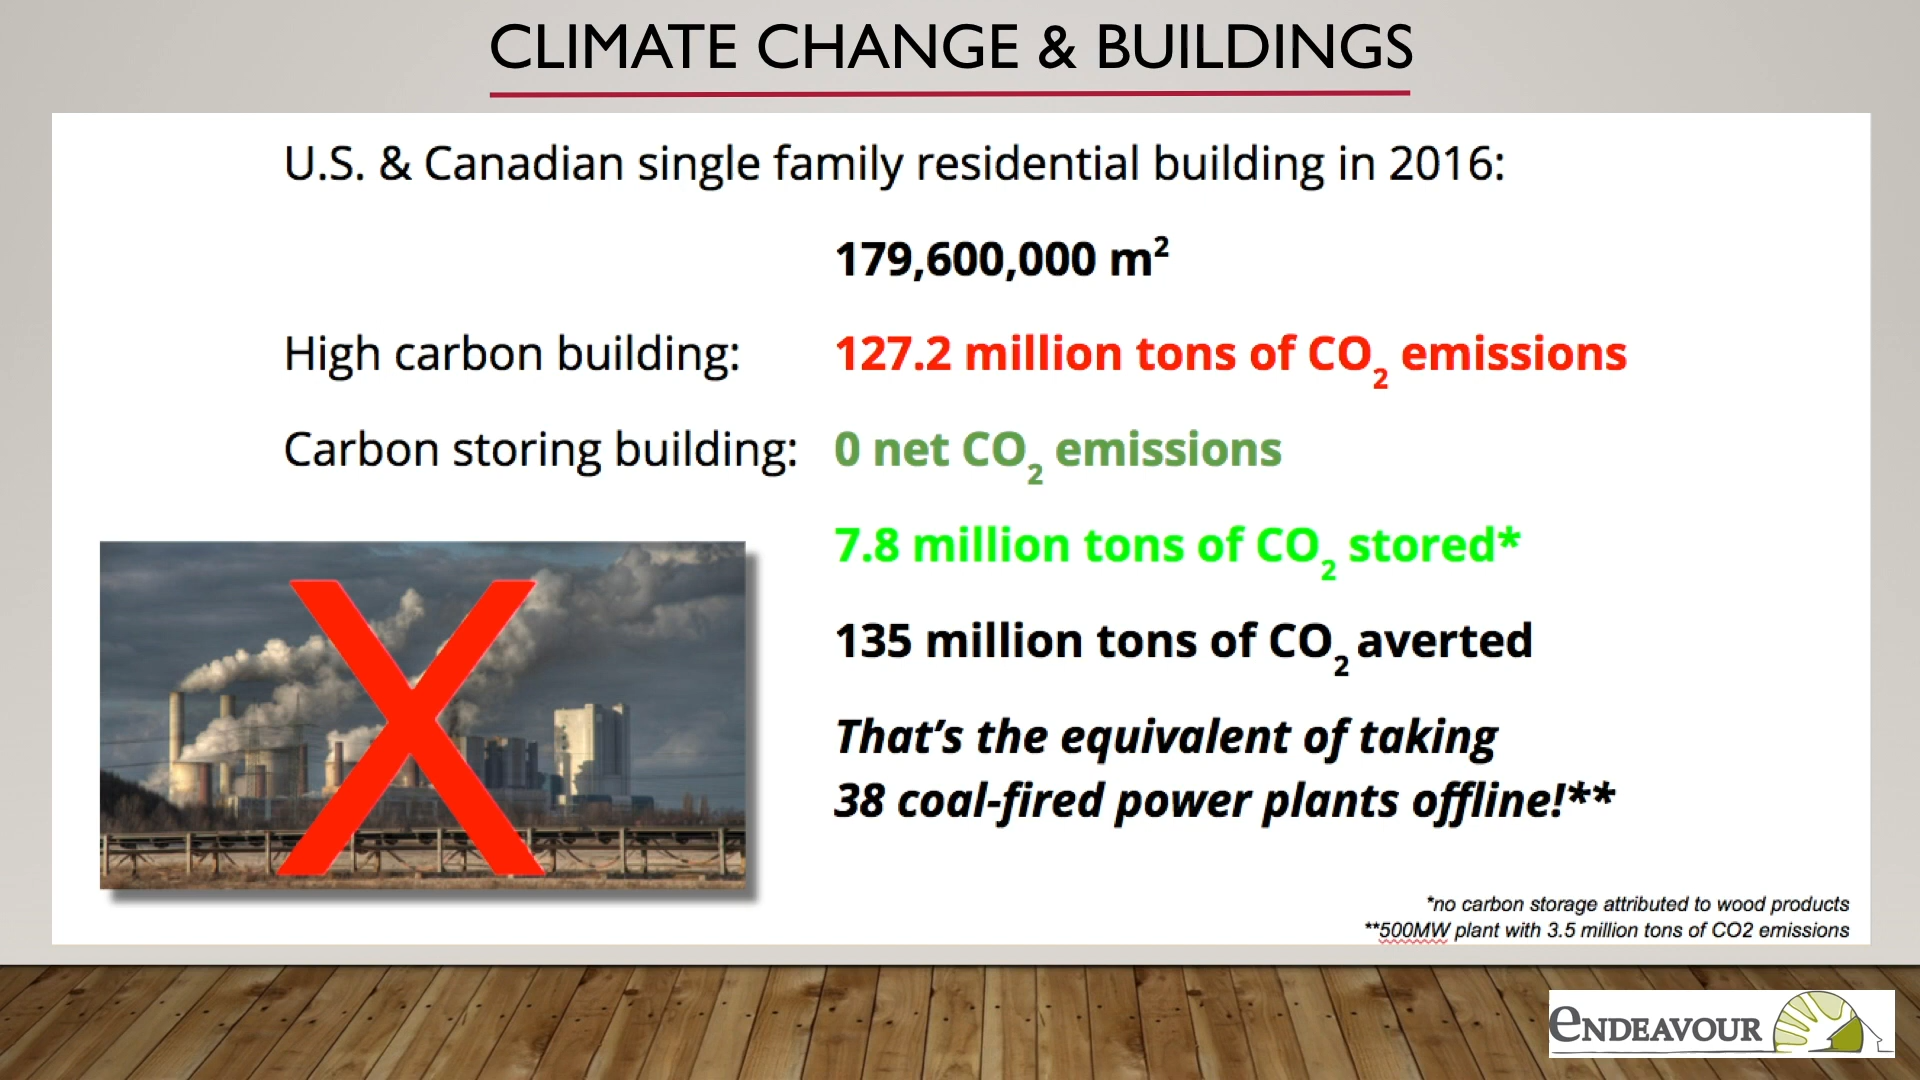 CLIMATE CHANGE & BUILDINGS
U.S. & Canadian single family residential building in 2016:
179,600,000 m²
High carbon building: 127.2 million tons of CO₂ emissions
Carbon storing building: 0 net CO₂ emissions
7.8 million tons of CO₂ stored*
135 million tons of CO₂ averted
That's the equivalent of taking
38 coal-fired power plants offline!**
*no carbon storage attributed to wood products
**500MW plant with 3.5 million tons of CO2 emissions
ENDEAVOUR